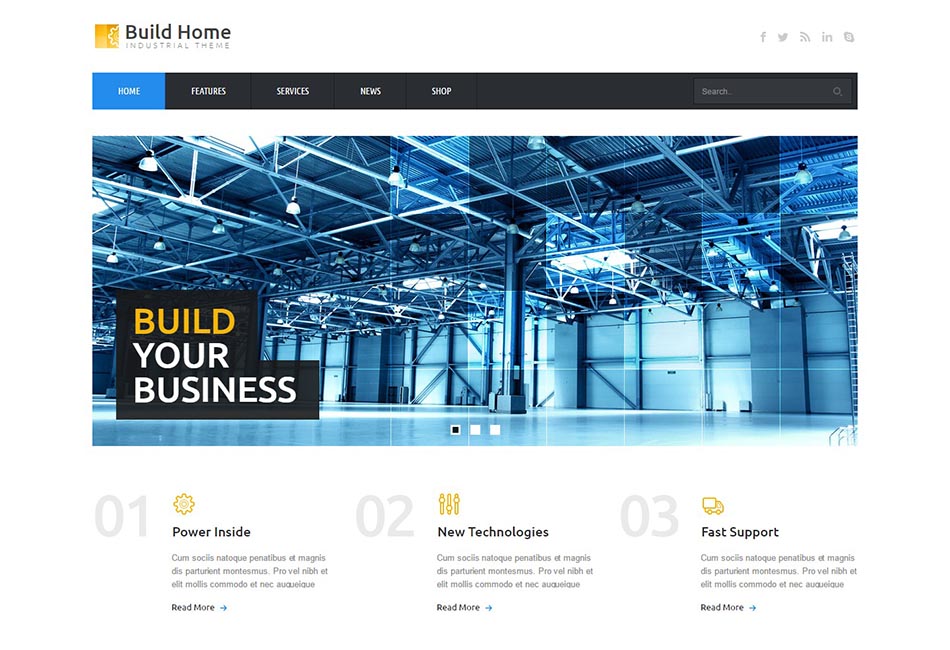 Build Home
INDUSTRIAL THEME
HOME FEATURES SERVICES NEWS SHOP Search..
BUILD
YOUR
BUSINESS
01
Power Inside
Cum sociis natoque penatibus et magnis
dis parturient montesmus. Pro vel nibh et
elit mollis commodo et nec augueique
Read More
02
New Technologies
Cum sociis natoque penatibus et magnis
dis parturient montesmus. Pro vel nibh et
elit mollis commodo et nec augueique
Read More
03
Fast Support
Cum sociis natoque penatibus et magnis
dis parturient montesmus. Pro vel nibh et
elit mollis commodo et nec augueique
Read More